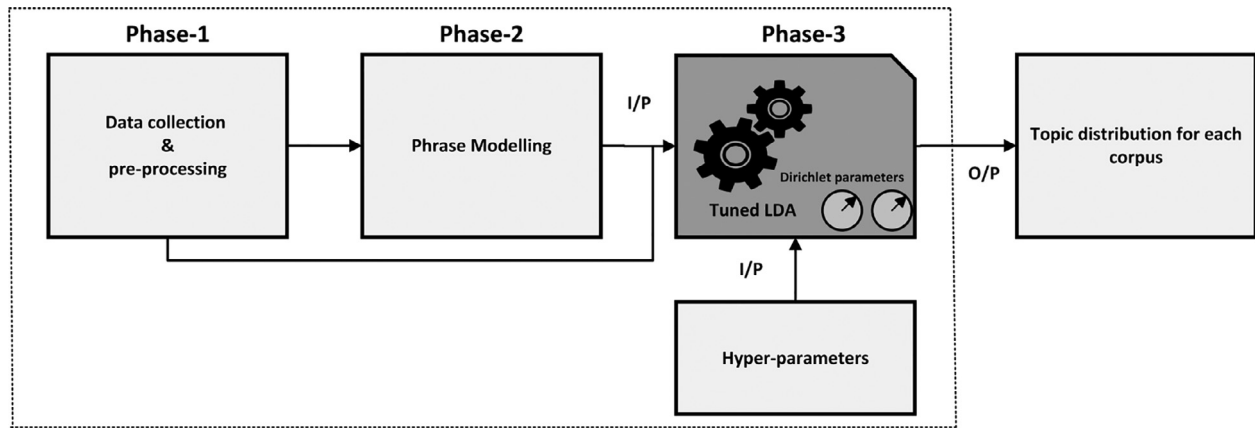 Phase-1
Phase-2
Phase-3
Data collection
&
pre-processing
Phrase Modelling
I/P
Dirichlet parameters
Tuned LDA
O/P
Topic distribution for each
corpus
I/P
Hyper-parameters